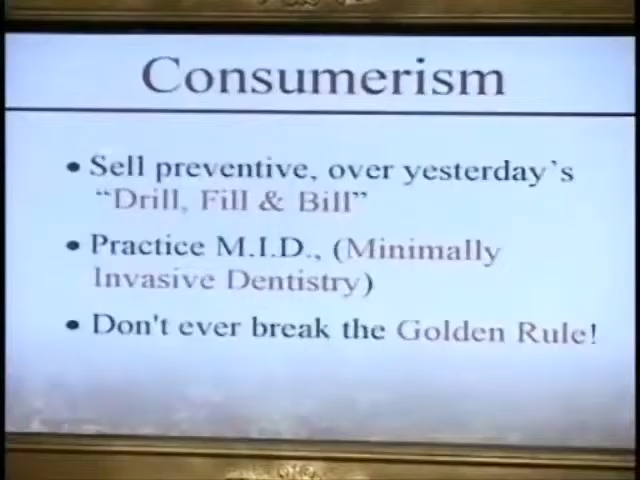 Consumerism
• Sell preventive, over yesterday's
"Drill, Fill & Bill"
• Practice M.I.D., (Minimally
Invasive Dentistry)
• Don't ever break the Golden Rule!